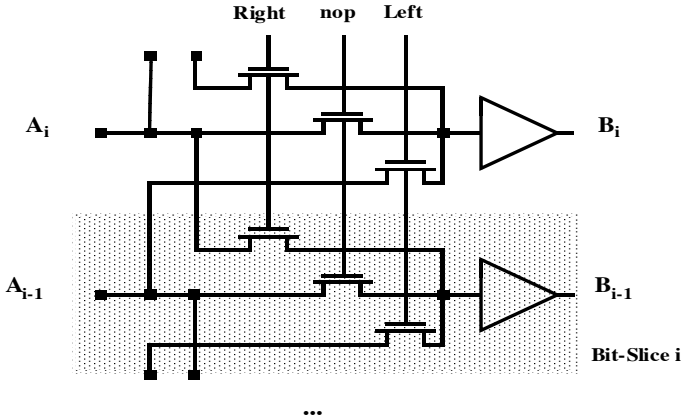 Right nop Left
Aᵢ Bᵢ
Aᵢ₋₁ Bᵢ₋₁
Bit-Slice i
...